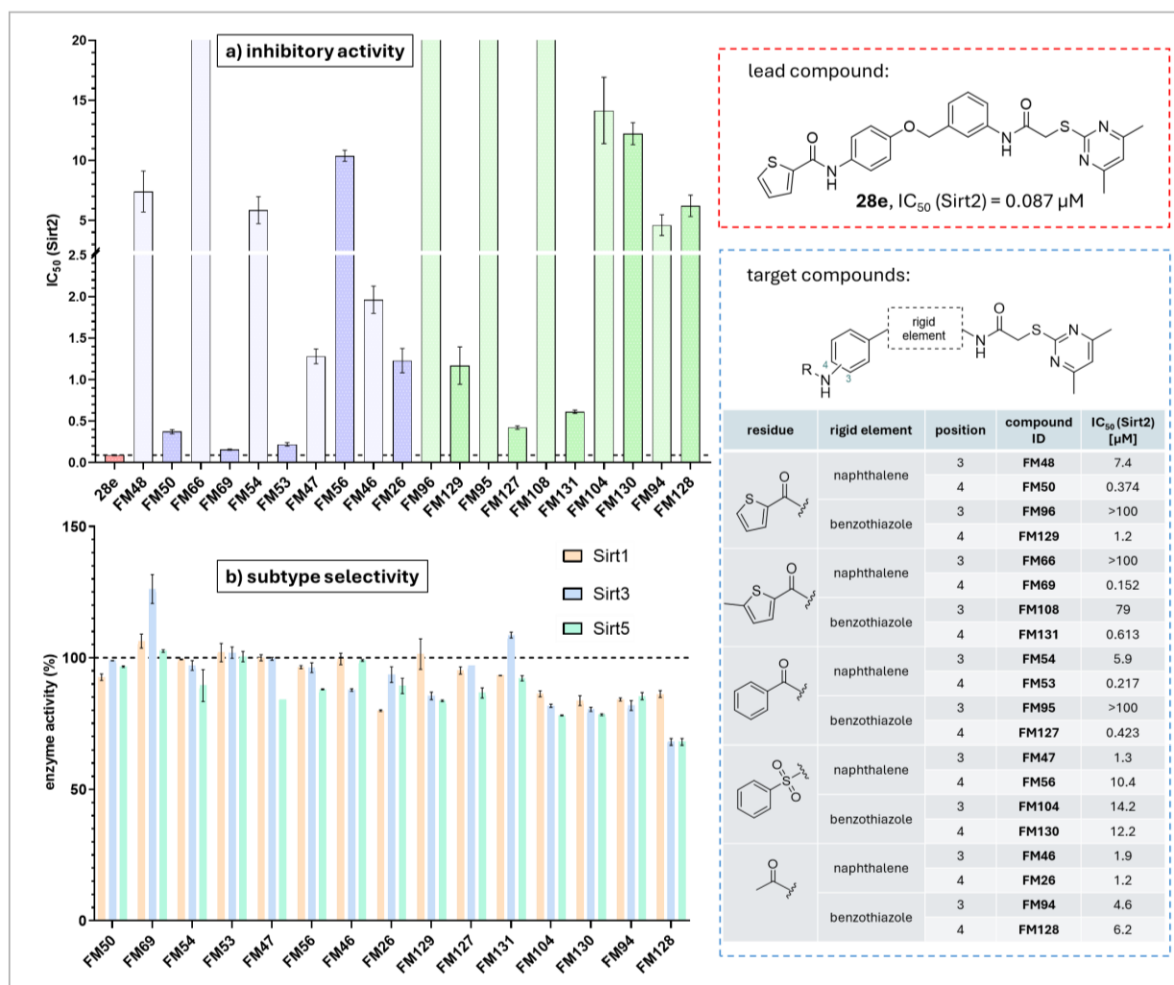 a) inhibitory activity
IC50 (Sirt2)
20
15
10
5
2.5
2.0
1.5
1.0
0.5
0.0
28e
FM48
FM50
FM66
FM69
FM54
FM53
FM47
FM56
FM46
FM26
FM96
FM129
FM95
FM127
FM108
FM131
FM104
FM130
FM94
FM128
b) subtype selectivity
enzyme activity (%)
150
100
50
0
Sirt1
Sirt3
Sirt5
FM50
FM69
FM54
FM53
FM47
FM56
FM46
FM26
FM129
FM127
FM131
FM104
FM130
FM94
FM128
lead compound:
S
O
N
H
O
N
H
O
S
N
N
28e, IC50 (Sirt2) = 0.087 µM
target compounds:
R
N
H
4
3
rigid
element
NH
O
S
N
N
residue rigid element position compound ID IC50 (Sirt2) [µM]
S O
naphthalene 3 FM48 7.4
4 FM50 0.374
benzothiazole 3 FM96 >100
4 FM129 1.2
S O
naphthalene 3 FM66 >100
4 FM69 0.152
benzothiazole 3 FM108 79
4 FM131 0.613
O
naphthalene 3 FM54 5.9
4 FM53 0.217
benzothiazole 3 FM95 >100
4 FM127 0.423
O S O
naphthalene 3 FM47 1.3
4 FM56 10.4
benzothiazole 3 FM104 14.2
4 FM130 12.2
O
naphthalene 3 FM46 1.9
4 FM26 1.2
benzothiazole 3 FM94 4.6
4 FM128 6.2